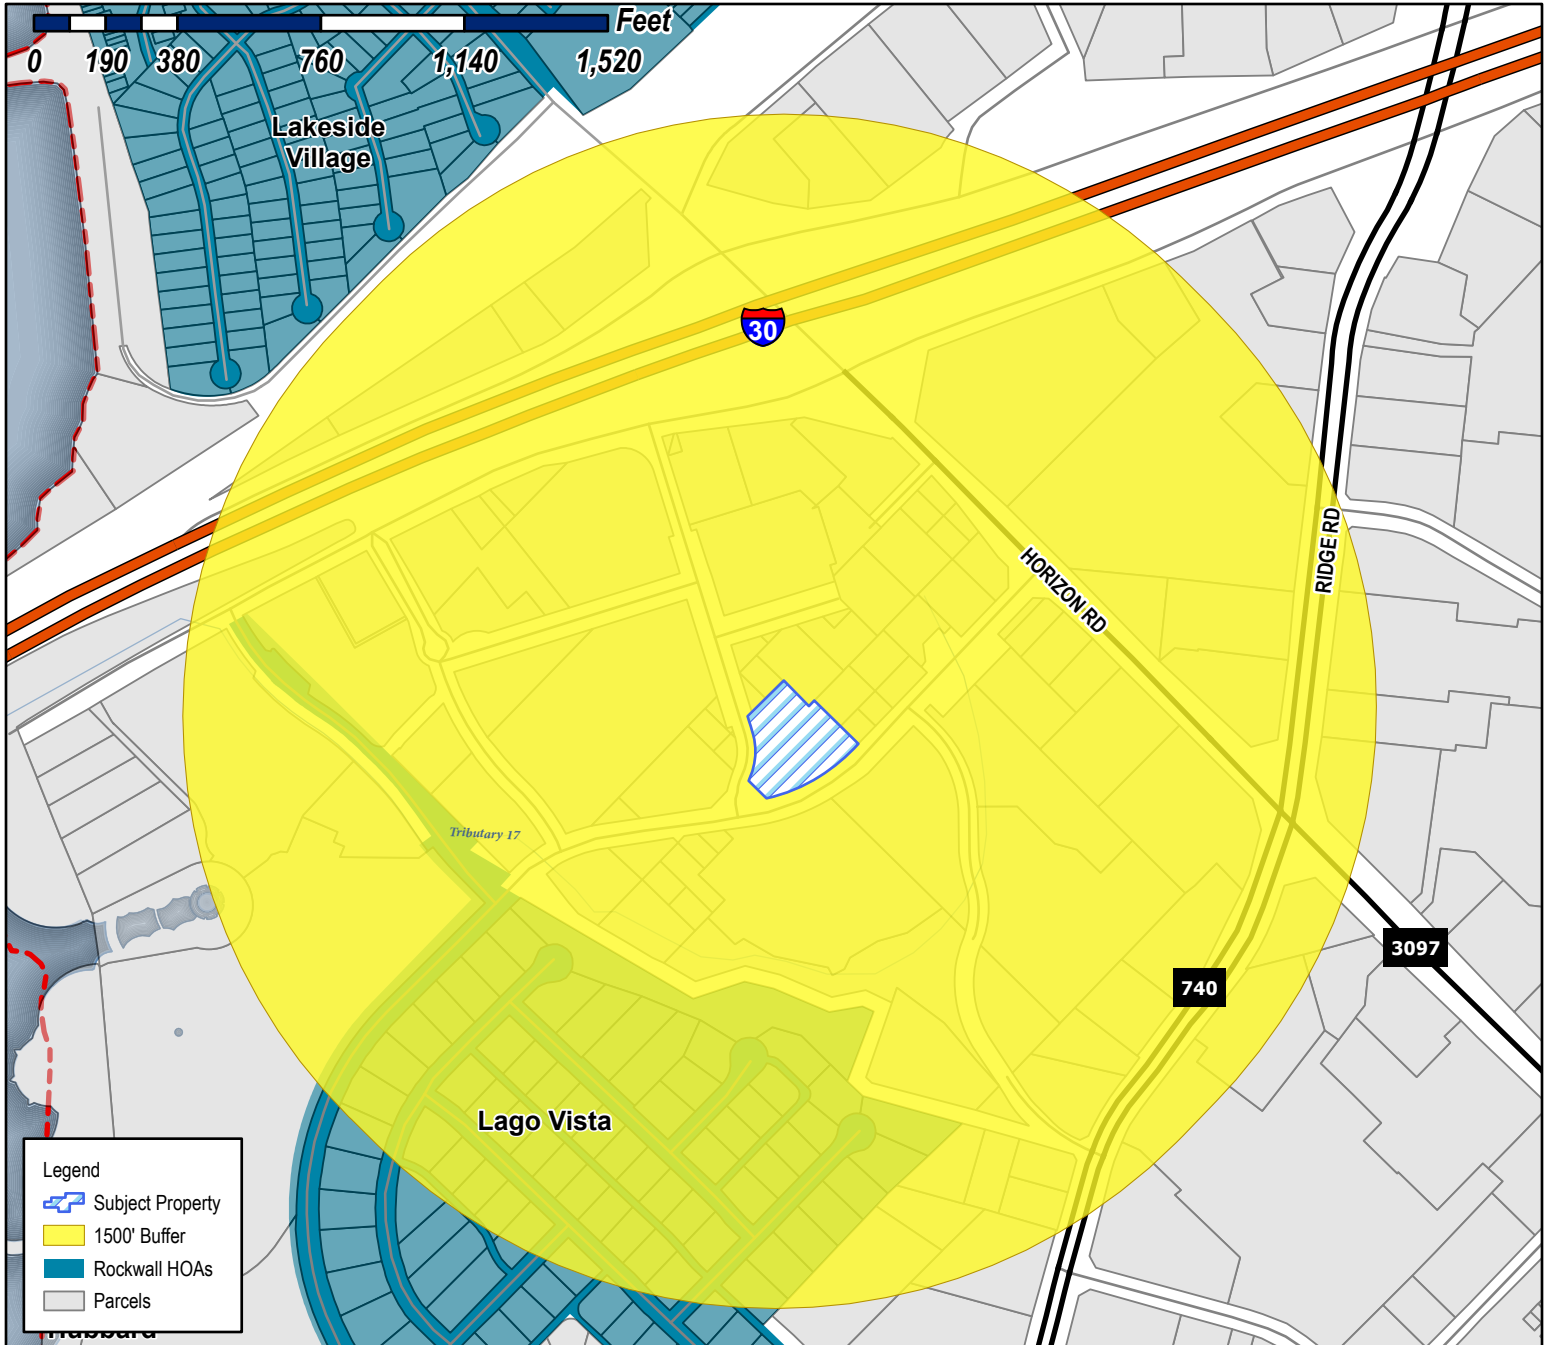 Feet
0 190 380 760 1,140 1,520
Lakeside
Village
30
HORIZON RD
RIDGE RD
Tributary 17
3097
740
Lago Vista
Legend
Subject Property
1500' Buffer
Rockwall HOAs
Parcels
Hubbard